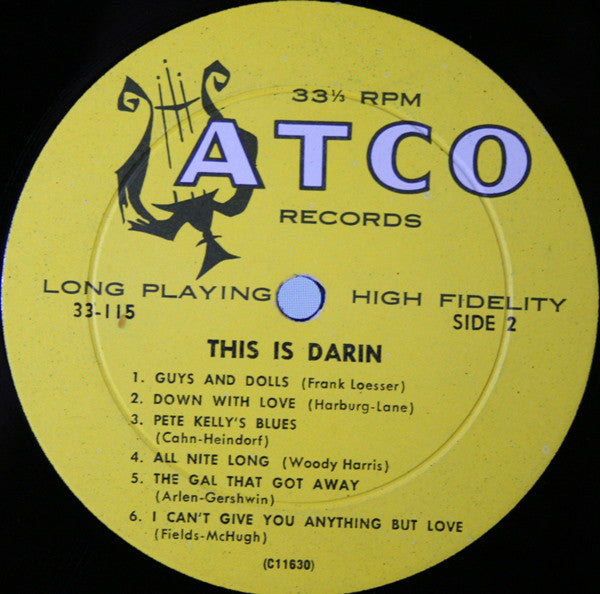 33⅓ RPM
ATCO
RECORDS
LONG PLAYING HIGH FIDELITY
33-115 SIDE 2
THIS IS DARIN
1. GUYS AND DOLLS (Frank Loesser)
2. DOWN WITH LOVE (Harburg-Lane)
3. PETE KELLY'S BLUES
(Cahn-Heindorf)
4. ALL NITE LONG (Woody Harris)
5. THE GAL THAT GOT AWAY
(Arlen-Gershwin)
6. I CAN'T GIVE YOU ANYTHING BUT LOVE
(Fields-McHugh)
(C11630)